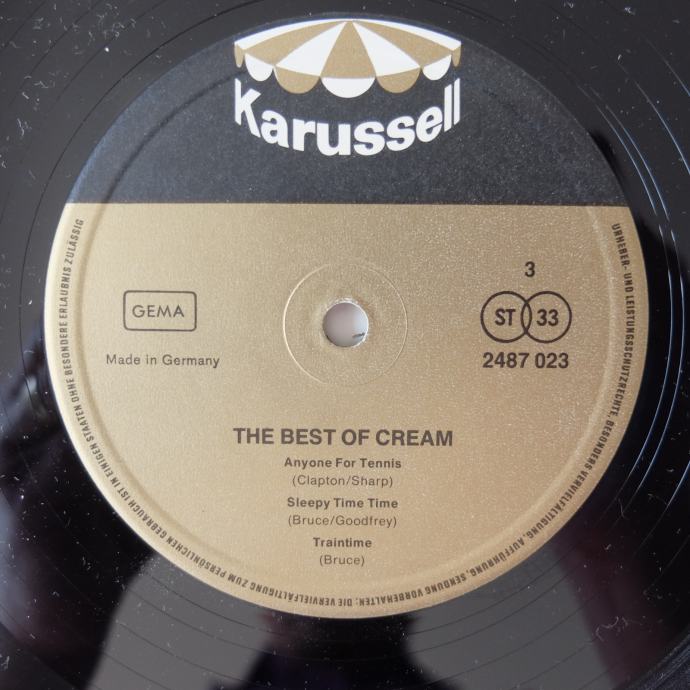 Karussell
GEMA
Made in Germany
3
ST 33
2487 023
THE BEST OF CREAM
Anyone For Tennis
(Clapton/Sharp)
Sleepy Time Time
(Bruce/Goodfrey)
Traintime
(Bruce)
URHEBER- UND LEISTUNGSSCHUTZRECHTE, BESONDERS VERVIELFÄLTIGUNG, AUFFÜHRUNG, SENDUNG VORBEHALTEN; DIE VERVIELFÄLTIGUNG ZUM PERSÖNLICHEN GEBRAUCH IST IN EINIGEN STAATEN OHNE BESONDERE ERLAUBNIS ZULÄSSIG